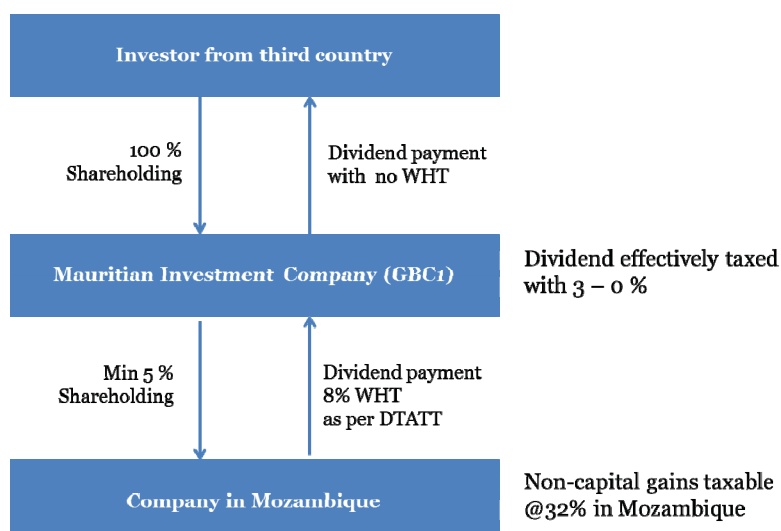 Investor from third country
100 %
Shareholding
Dividend payment
with no WHT
Mauritian Investment Company (GBC1)
Dividend effectively taxed
with 3 – 0 %
Min 5 %
Shareholding
Dividend payment
8% WHT
as per DTATT
Company in Mozambique
Non-capital gains taxable
@32% in Mozambique